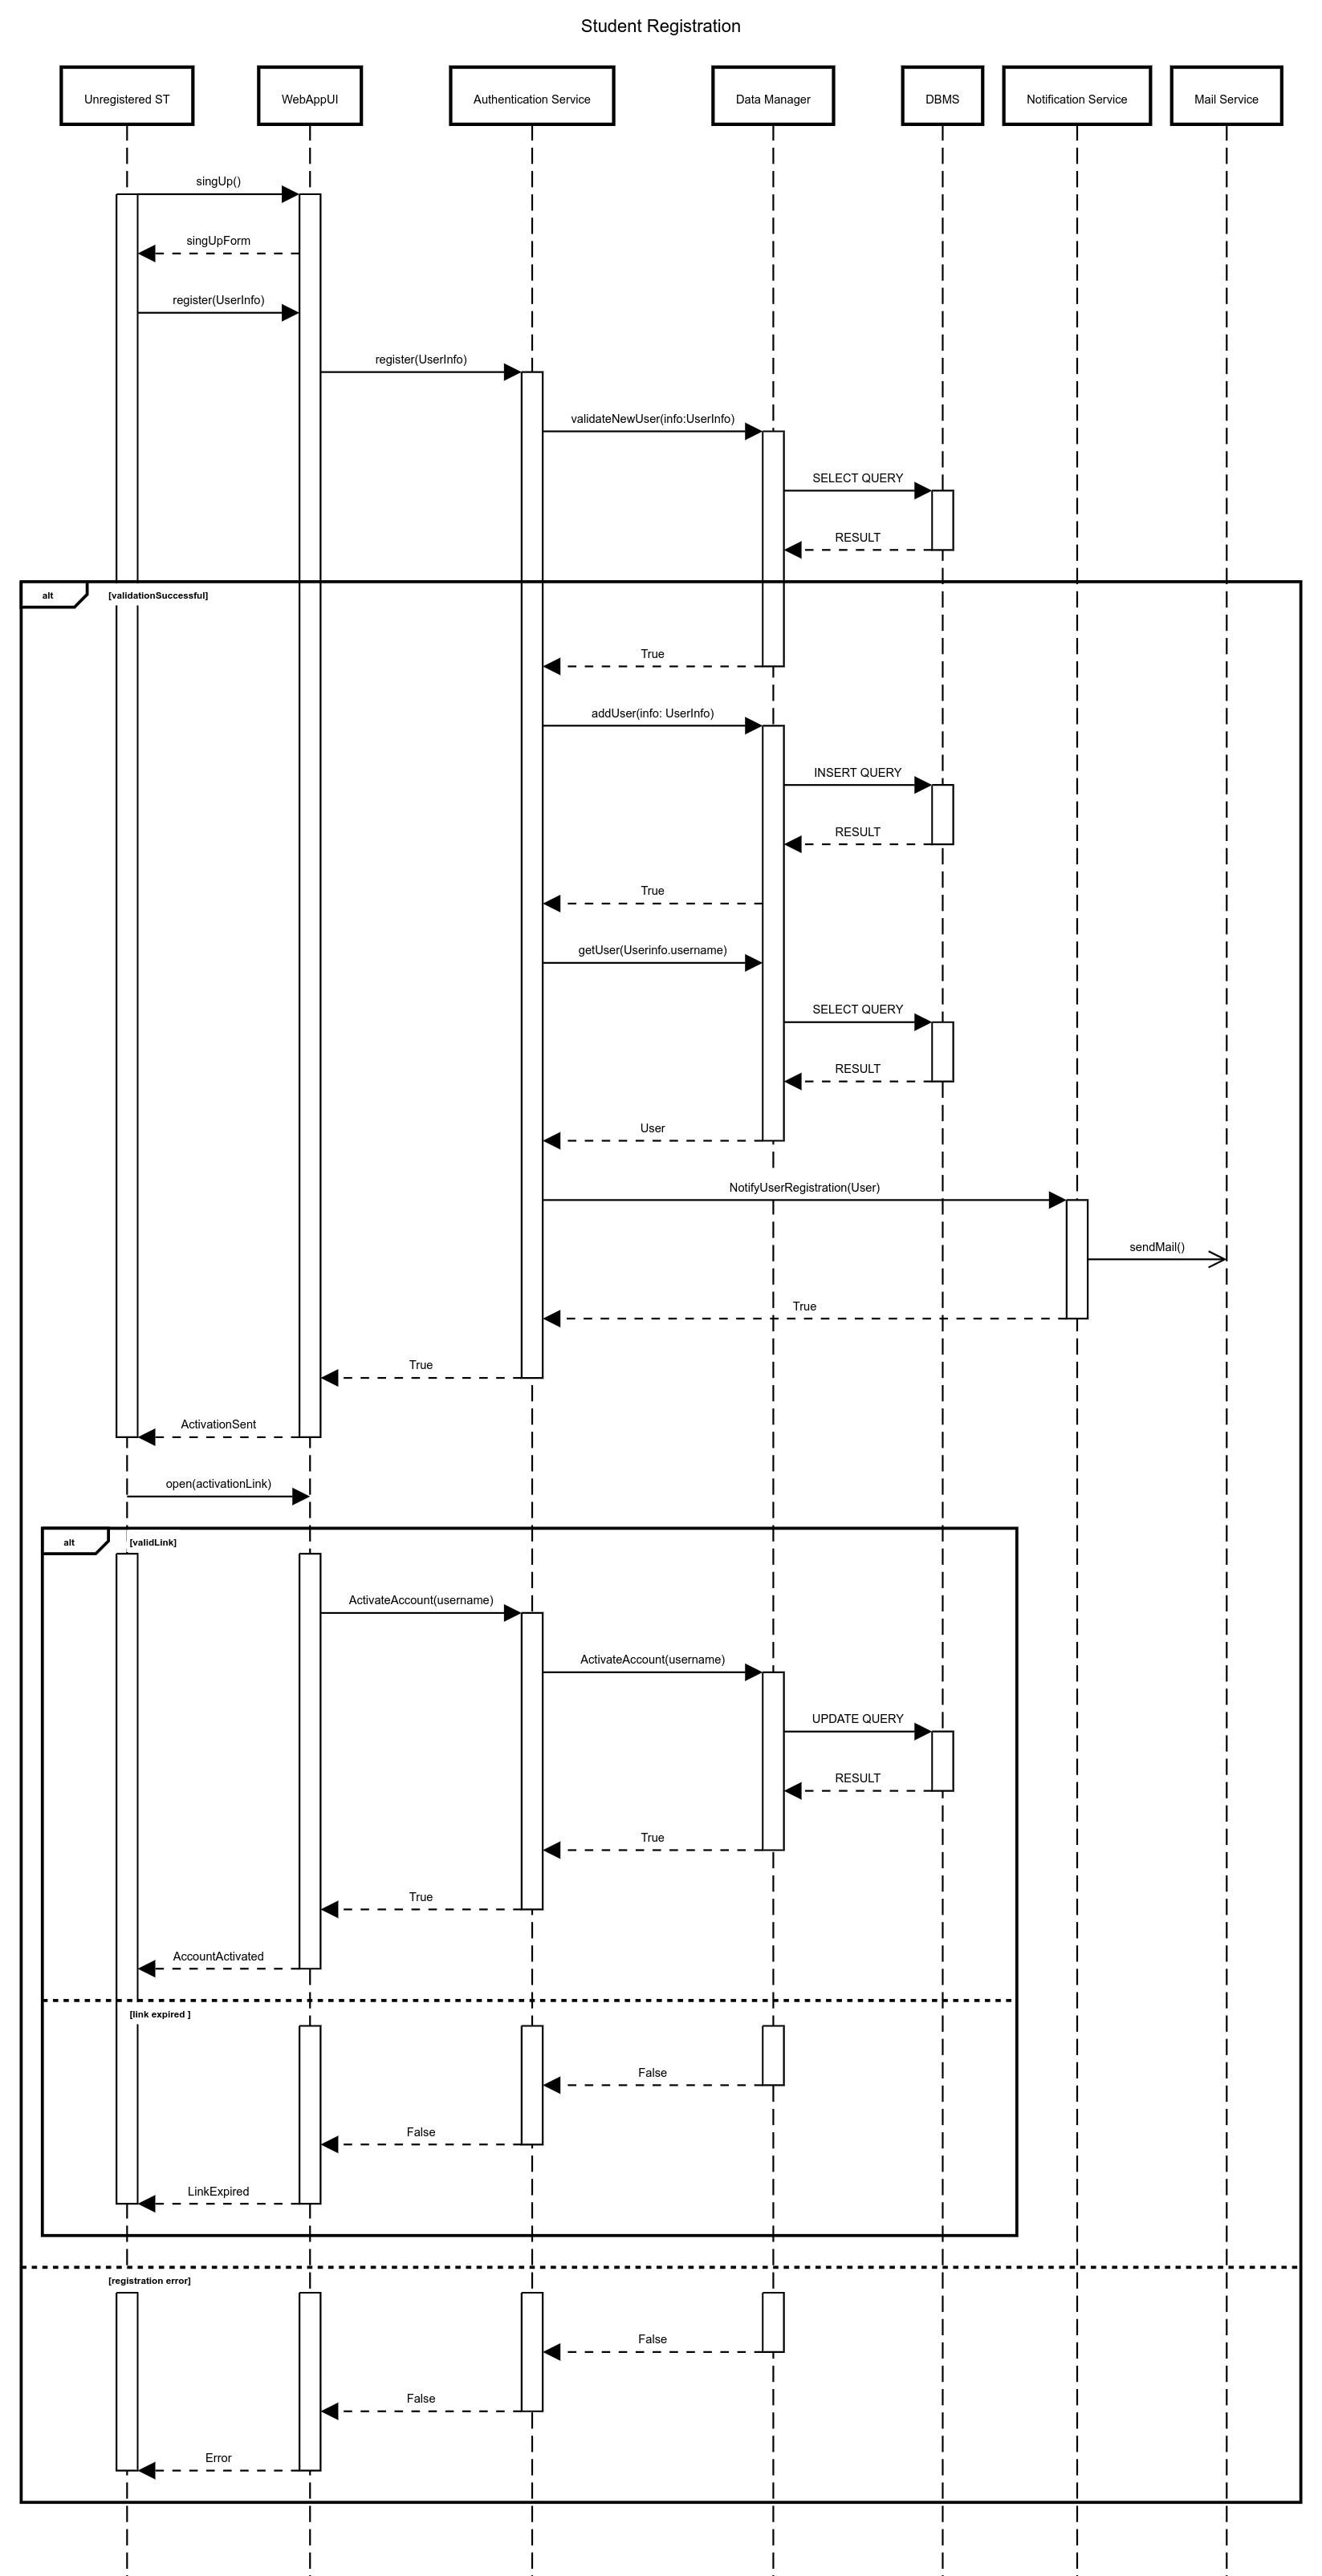 Student Registration
Unregistered ST
WebAppUI
Authentication Service
Data Manager
DBMS
Notification Service
Mail Service
singUp()
singUpForm
register(UserInfo)
register(UserInfo)
validateNewUser(info:UserInfo)
SELECT QUERY
RESULT
alt
[validationSuccessful]
True
addUser(info: UserInfo)
INSERT QUERY
RESULT
True
getUser(Userinfo.username)
SELECT QUERY
RESULT
User
NotifyUserRegistration(User)
sendMail()
True
True
ActivationSent
open(activationLink)
alt
[validLink]
ActivateAccount(username)
ActivateAccount(username)
UPDATE QUERY
RESULT
True
True
AccountActivated
[link expired ]
False
False
LinkExpired
[registration error]
False
False
Error